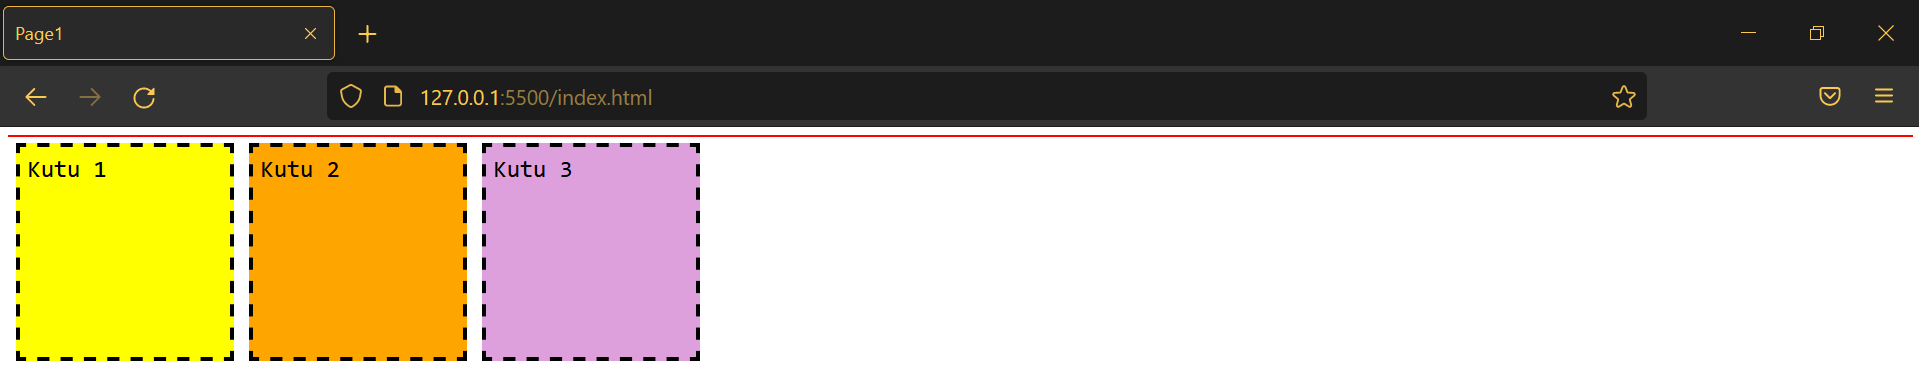 Page1
127.0.0.1:5500/index.html
Kutu 1 Kutu 2 Kutu 3